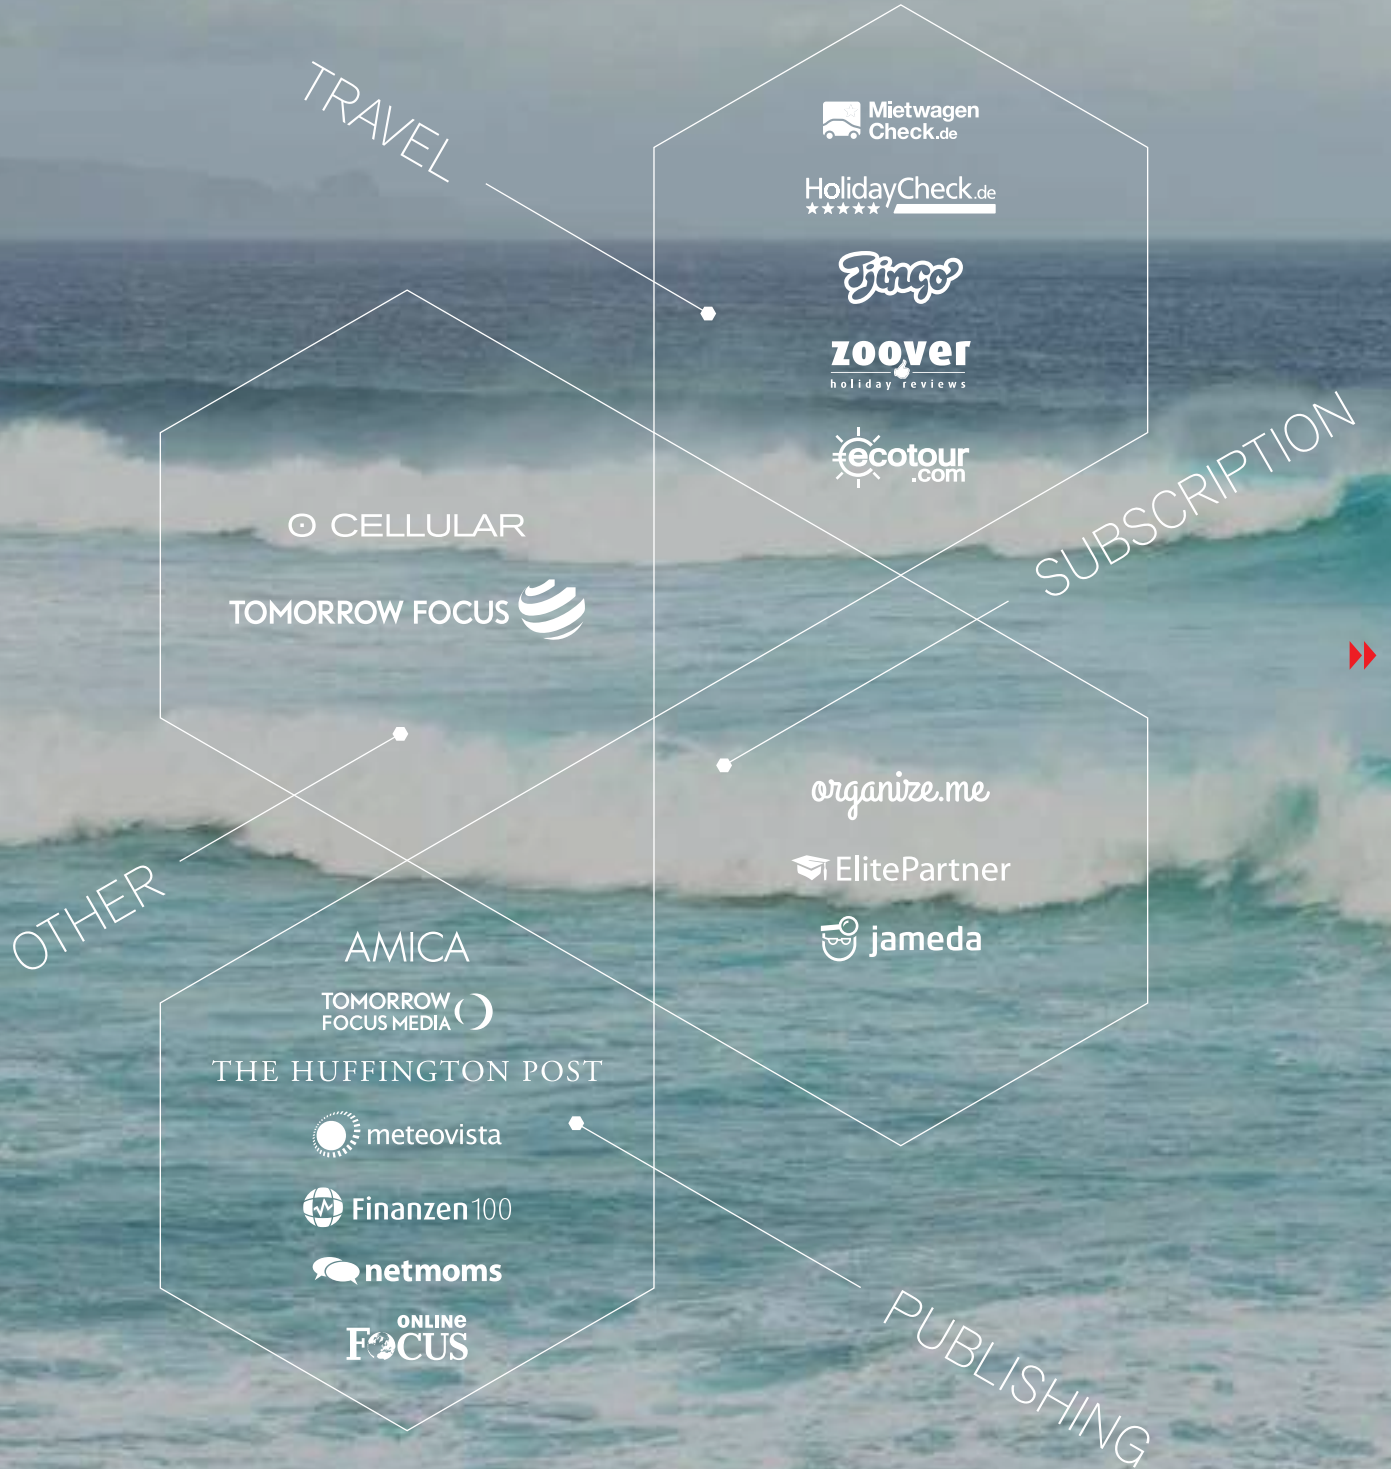 TRAVEL
Mietwagen
Check.de
HolidayCheck.de
Tjingo
zoover
holiday reviews
ecotour
.com
SUBSCRIPTION
CELLULAR
TOMORROW FOCUS
organize.me
ElitePartner
jameda
OTHER
AMICA
TOMORROW
FOCUS MEDIA
THE HUFFINGTON POST
meteovista
Finanzen100
netmoms
ONLINE
FOCUS
PUBLISHING